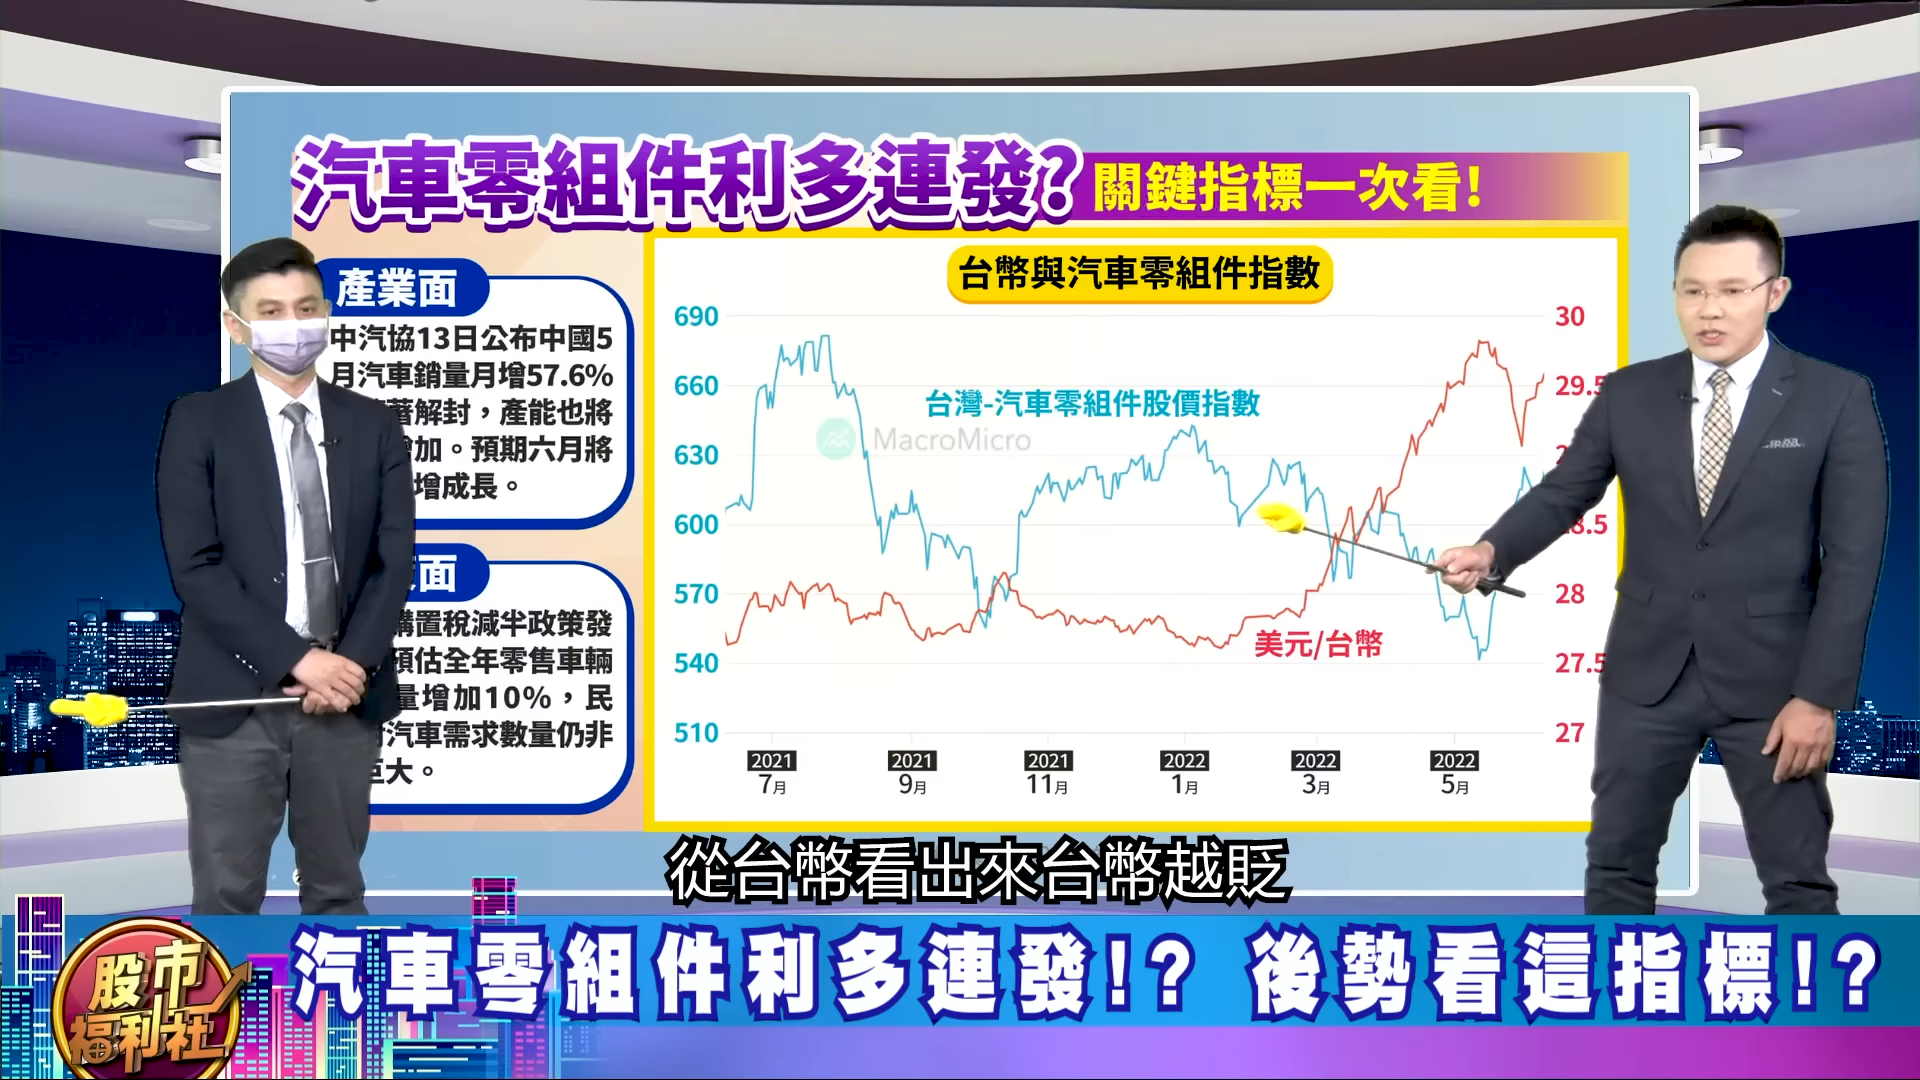 汽車零組件利多連發?
關鍵指標一次看!
產業面
中汽協13日公布中國5
月汽車銷量月增57.6%
著解封，產能也將
增加。預期六月將
增成長。
面
購置稅減半政策發
預估全年零售車輛
量增加10%，民
汽車需求數量仍非
巨大。
台幣與汽車零組件指數
690
660
630
600
570
540
510
30
29.5
28.5
28
27.5
27
台灣-汽車零組件股價指數
MacroMicro
美元/台幣
2021
7月
2021
9月
2021
11月
2022
1月
2022
3月
2022
5月
從台幣看出來台幣越貶
股市
福利社
汽車零組件利多連發!? 後勢看這指標!?